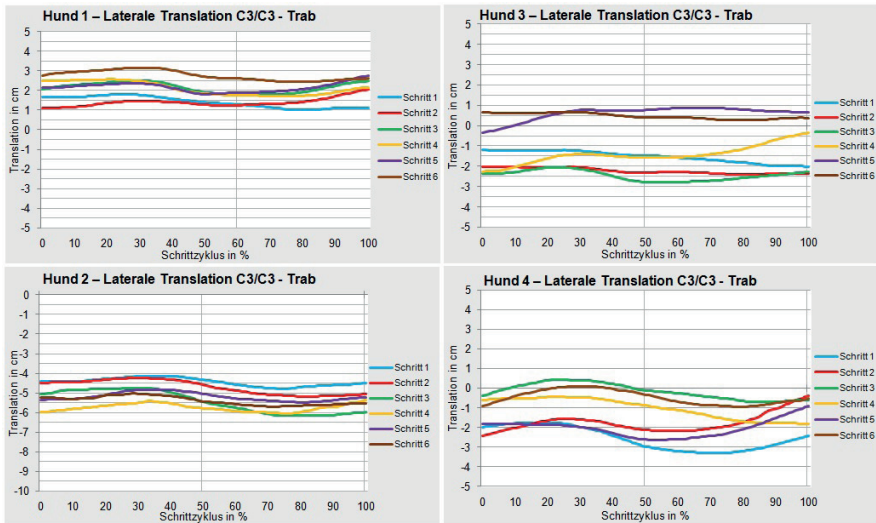 Hund 1 – Laterale Translation C3/C3 - Trab
Translation in cm
5
4
3
2
1
0
-1
-2
-3
-4
-5
0 10 20 30 40 50 60 70 80 90 100
Schrittzyklus in %
Schritt 1
Schritt 2
Schritt 3
Schritt 4
Schritt 5
Schritt 6
Hund 3 – Laterale Translation C3/C3 - Trab
Translation in cm
5
4
3
2
1
0
-1
-2
-3
-4
-5
0 10 20 30 40 50 60 70 80 90 100
Schrittzyklus in %
Schritt 1
Schritt 2
Schritt 3
Schritt 4
Schritt 5
Schritt 6
Hund 2 – Laterale Translation C3/C3 - Trab
Translation in cm
0
-1
-2
-3
-4
-5
-6
-7
-8
-9
-10
0 10 20 30 40 50 60 70 80 90 100
Schrittzyklus in %
Schritt 1
Schritt 2
Schritt 3
Schritt 4
Schritt 5
Schritt 6
Hund 4 – Laterale Translation C3/C3 - Trab
Translation in cm
5
4
3
2
1
0
-1
-2
-3
-4
-5
0 10 20 30 40 50 60 70 80 90 100
Schrittzyklus in %
Schritt 1
Schritt 2
Schritt 3
Schritt 4
Schritt 5
Schritt 6